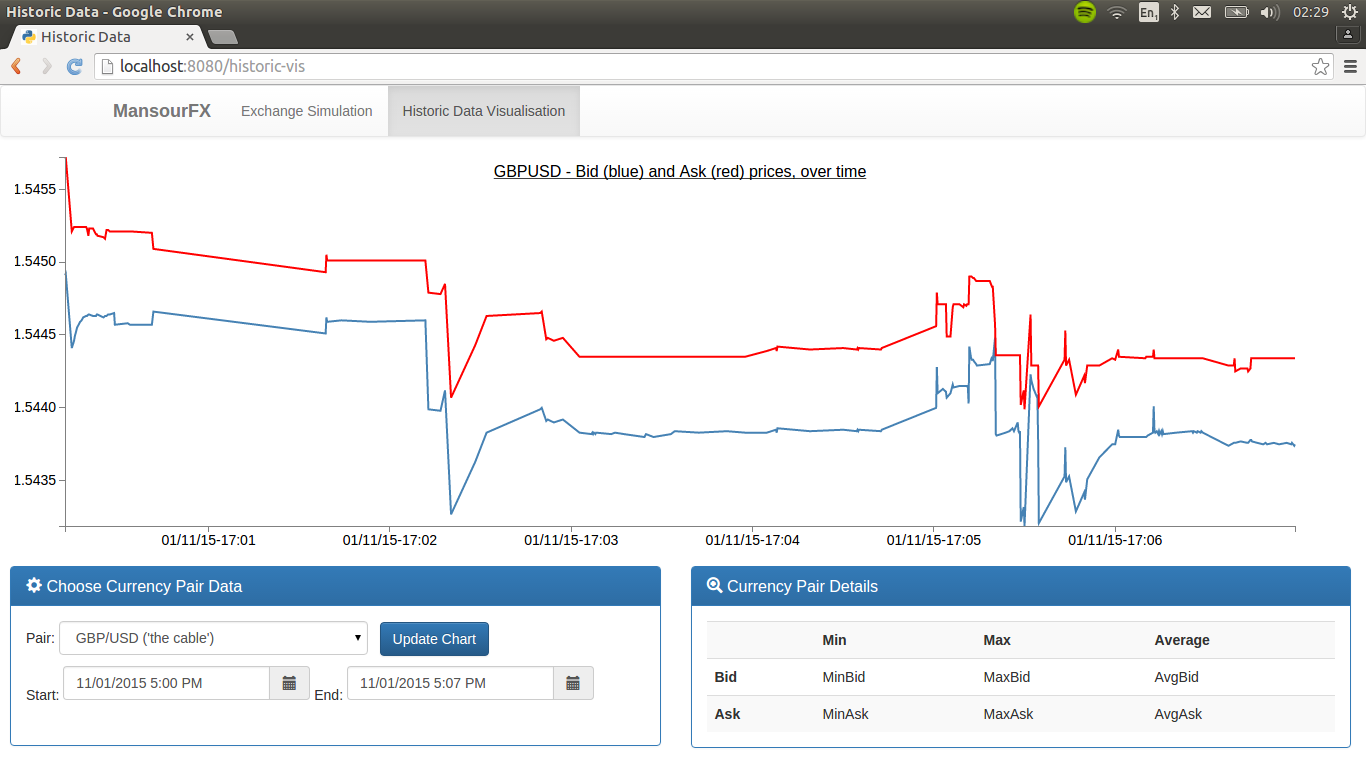 Historic Data - Google Chrome
En1
02:29
Historic Data ×
localhost:8080/historic-vis
MansourFX Exchange Simulation Historic Data Visualisation
GBPUSD - Bid (blue) and Ask (red) prices, over time
1.5455
1.5450
1.5445
1.5440
1.5435
01/11/15-17:01 01/11/15-17:02 01/11/15-17:03 01/11/15-17:04 01/11/15-17:05 01/11/15-17:06
Choose Currency Pair Data
Pair: GBP/USD ('the cable') Update Chart
Start: 11/01/2015 5:00 PM End: 11/01/2015 5:07 PM
Currency Pair Details
Min Max Average
Bid MinBid MaxBid AvgBid
Ask MinAsk MaxAsk AvgAsk